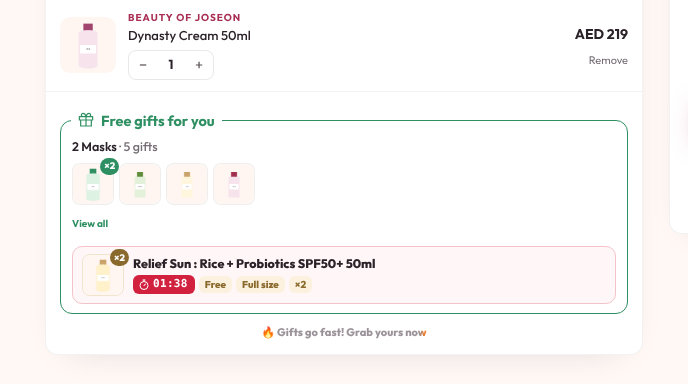 BEAUTY OF JOSEON
Dynasty Cream 50ml
AED 219
− 1 +
Remove
Free gifts for you
2 Masks · 5 gifts
×2
View all
×2
Relief Sun : Rice + Probiotics SPF50+ 50ml
01:38 Free Full size ×2
🔥 Gifts go fast! Grab yours now